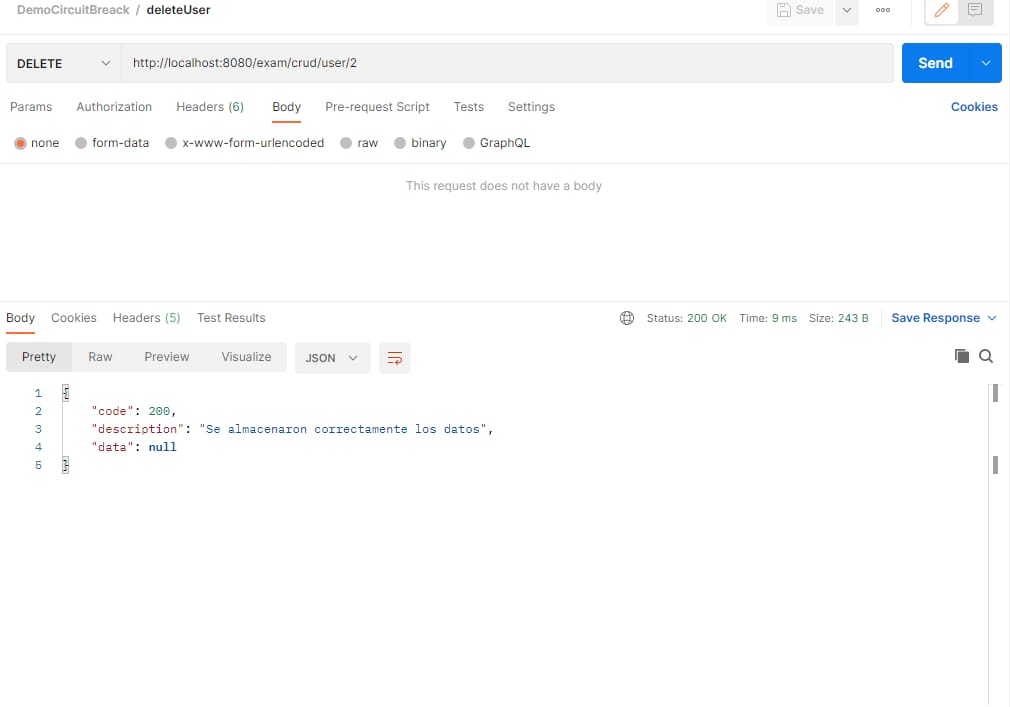 DemoCircuitBreack / deleteUser
Save
DELETE
http://localhost:8080/exam/crud/user/2
Send
Params Authorization Headers (6) Body Pre-request Script Tests Settings Cookies
none form-data x-www-form-urlencoded raw binary GraphQL
This request does not have a body
Body Cookies Headers (5) Test Results Status: 200 OK Time: 9 ms Size: 243 B Save Response
Pretty Raw Preview Visualize JSON
1 {
2 "code": 200,
3 "description": "Se almacenaron correctamente los datos",
4 "data": null
5 }